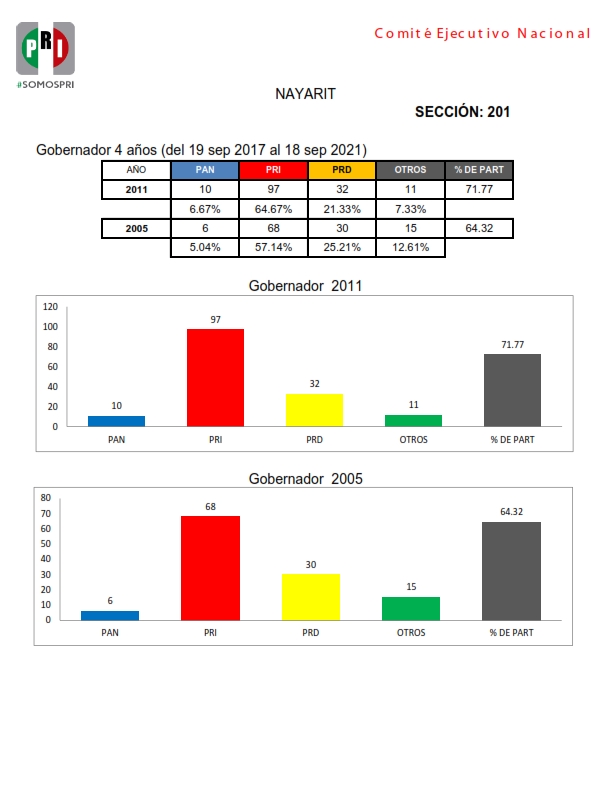 Comité Ejecutivo Nacional
PRI
#SOMOSPRI
NAYARIT
SECCIÓN: 201
Gobernador 4 años (del 19 sep 2017 al 18 sep 2021)
AÑO PAN PRI PRD OTROS % DE PART
2011 10 97 32 11 71.77
6.67% 64.67% 21.33% 7.33%
2005 6 68 30 15 64.32
5.04% 57.14% 25.21% 12.61%
Gobernador 2011
120
100
80
60
40
20
0
10
97
32
11
71.77
PAN PRI PRD OTROS % DE PART
Gobernador 2005
80
70
60
50
40
30
20
10
0
6
68
30
15
64.32
PAN PRI PRD OTROS % DE PART